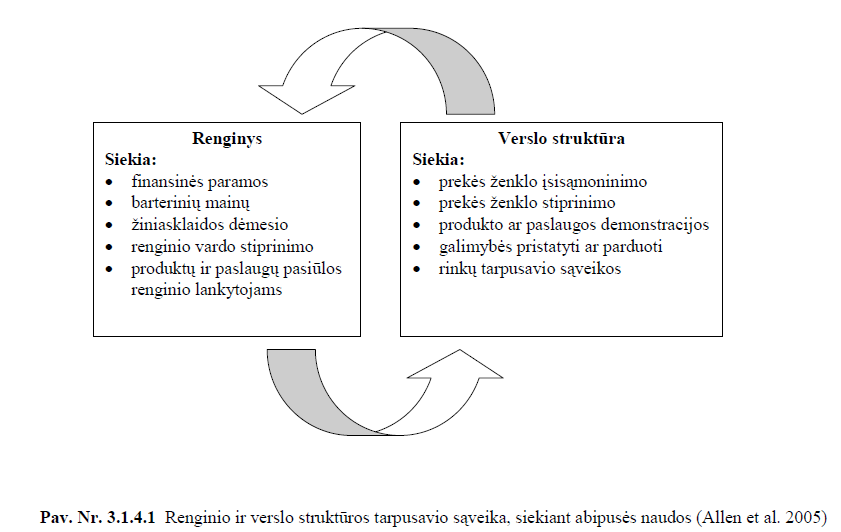 Renginys
Siekia:
• finansinės paramos
• barterinių mainų
• žiniasklaidos dėmesio
• renginio vardo stiprinimo
• produktų ir paslaugų pasiūlos
renginio lankytojams
Verslo struktūra
Siekia:
• prekės ženklo įsisąmoninimo
• prekės ženklo stiprinimo
• produkto ar paslaugos demonstracijos
• galimybės pristatyti ar parduoti
• rinkų tarpusavio sąveikos
Pav. Nr. 3.1.4.1 Renginio ir verslo struktūros tarpusavio sąveika, siekiant abipusės naudos (Allen et al. 2005)